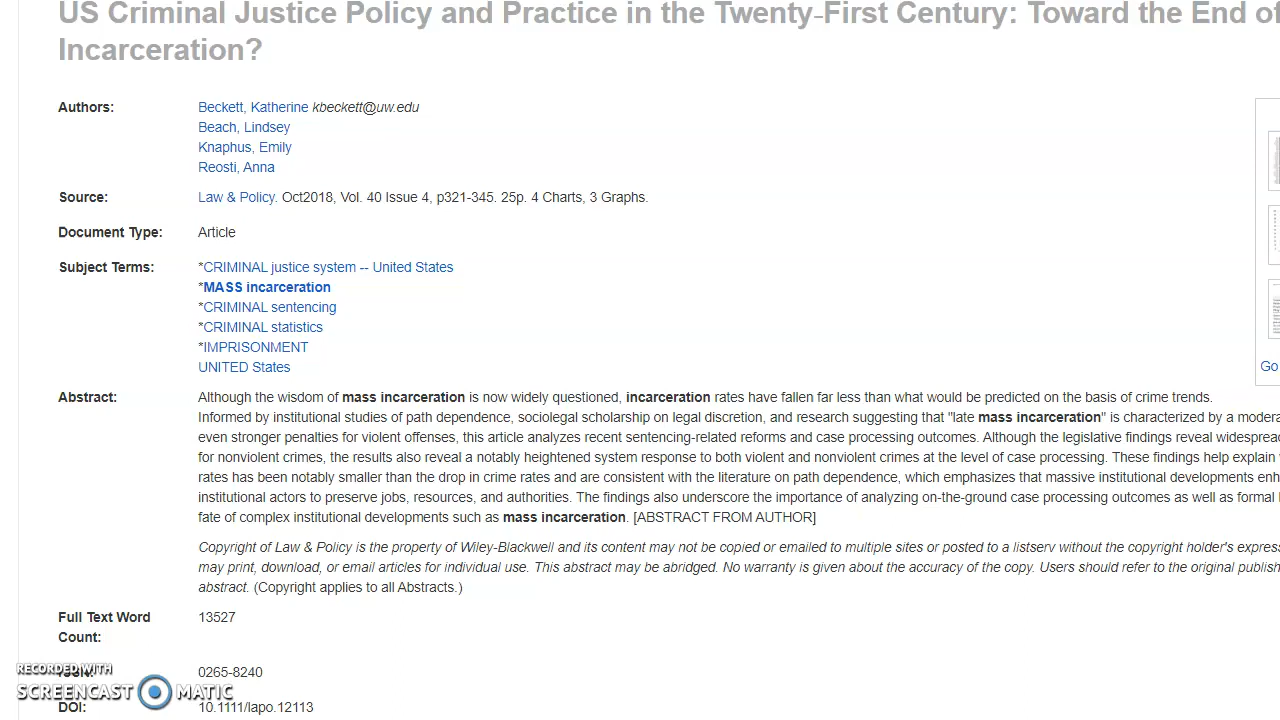 US Criminal Justice Policy and Practice in the Twenty-First Century: Toward the End of
Incarceration?
Authors:
Beckett, Katherine kbeckett@uw.edu
Beach, Lindsey
Knaphus, Emily
Reosti, Anna
Source:
Law & Policy. Oct2018, Vol. 40 Issue 4, p321-345. 25p. 4 Charts, 3 Graphs.
Document Type:
Article
Subject Terms:
*CRIMINAL justice system -- United States
*MASS incarceration
*CRIMINAL sentencing
*CRIMINAL statistics
*IMPRISONMENT
UNITED States
Abstract:
Although the wisdom of mass incarceration is now widely questioned, incarceration rates have fallen far less than what would be predicted on the basis of crime trends.
Informed by institutional studies of path dependence, sociolegal scholarship on legal discretion, and research suggesting that "late mass incarceration" is characterized by a
even stronger penalties for violent offenses, this article analyzes recent sentencing-related reforms and case processing outcomes. Although the legislative findings reveal
for nonviolent crimes, the results also reveal a notably heightened system response to both violent and nonviolent crimes at the level of case processing. These findings help explain
rates has been notably smaller than the drop in crime rates and are consistent with the literature on path dependence, which emphasizes that massive institutional developments
institutional actors to preserve jobs, resources, and authorities. The findings also underscore the importance of analyzing on-the-ground case processing outcomes as well as formal
fate of complex institutional developments such as mass incarceration. [ABSTRACT FROM AUTHOR]
Copyright of Law & Policy is the property of Wiley-Blackwell and its content may not be copied or emailed to multiple sites or posted to a listserv without the copyright holder's
may print, download, or email articles for individual use. This abstract may be abridged. No warranty is given about the accuracy of the copy. Users should refer to the original
abstract. (Copyright applies to all Abstracts.)
Full Text Word
Count:
13527
0265-8240
DOI:
10.1111/lapo.12113
Go
RECORDED WITH
SCREENCAST MATIC